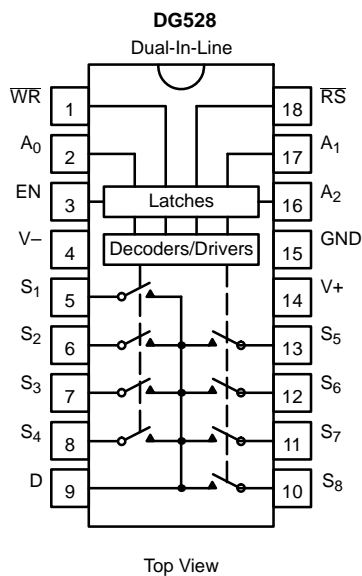 DG528
Dual-In-Line
W̅R̅ 1 18 R̅S̅
A₀ 2 17 A₁
EN 3 Latches 16 A₂
V– 4 Decoders/Drivers 15 GND
S₁ 5 14 V+
S₂ 6 13 S₅
S₃ 7 12 S₆
S₄ 8 11 S₇
D 9 10 S₈
Top View